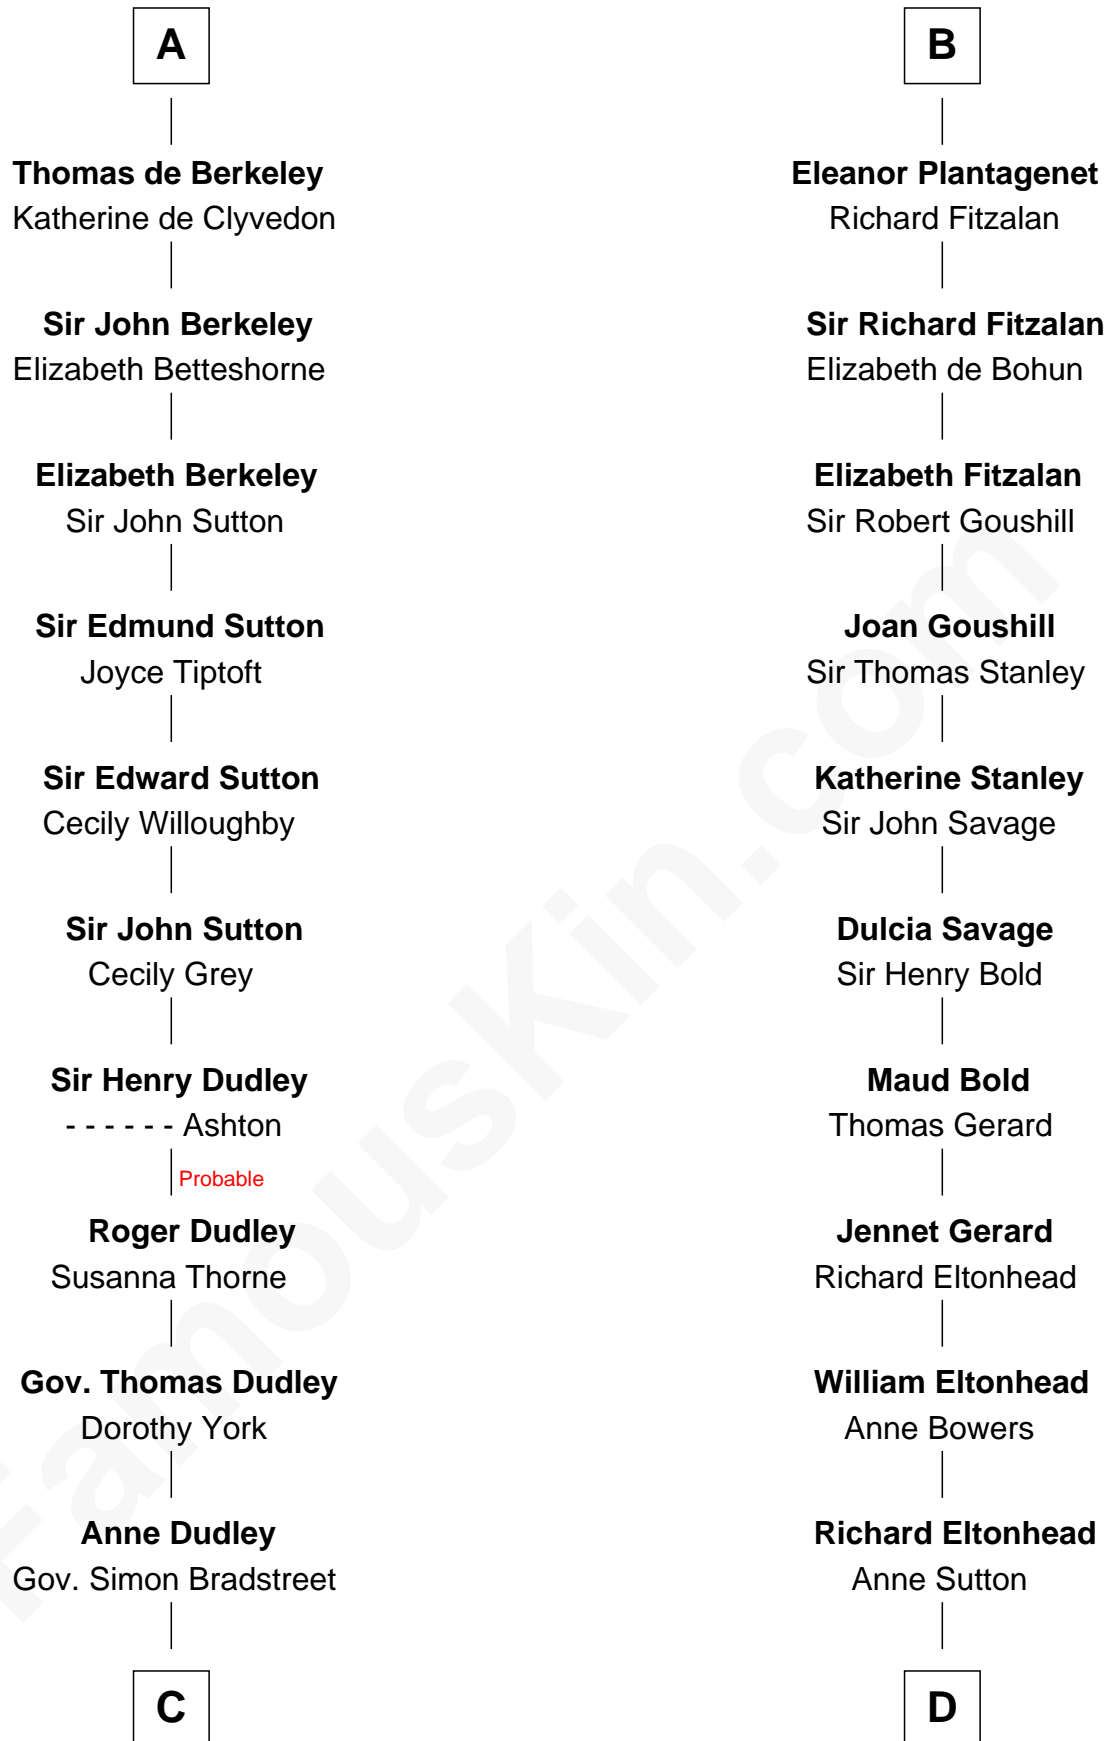 A
Thomas de Berkeley
Katherine de Clyvedon
Sir John Berkeley
Elizabeth Betteshorne
Elizabeth Berkeley
Sir John Sutton
Sir Edmund Sutton
Joyce Tiptoft
Sir Edward Sutton
Cecily Willoughby
Sir John Sutton
Cecily Grey
Sir Henry Dudley
- - - - - - Ashton
Probable
Roger Dudley
Susanna Thorne
Gov. Thomas Dudley
Dorothy York
Anne Dudley
Gov. Simon Bradstreet
C
B
Eleanor Plantagenet
Richard Fitzalan
Sir Richard Fitzalan
Elizabeth de Bohun
Elizabeth Fitzalan
Sir Robert Goushill
Joan Goushill
Sir Thomas Stanley
Katherine Stanley
Sir John Savage
Dulcia Savage
Sir Henry Bold
Maud Bold
Thomas Gerard
Jennet Gerard
Richard Eltonhead
William Eltonhead
Anne Bowers
Richard Eltonhead
Anne Sutton
D
FamousKin.com